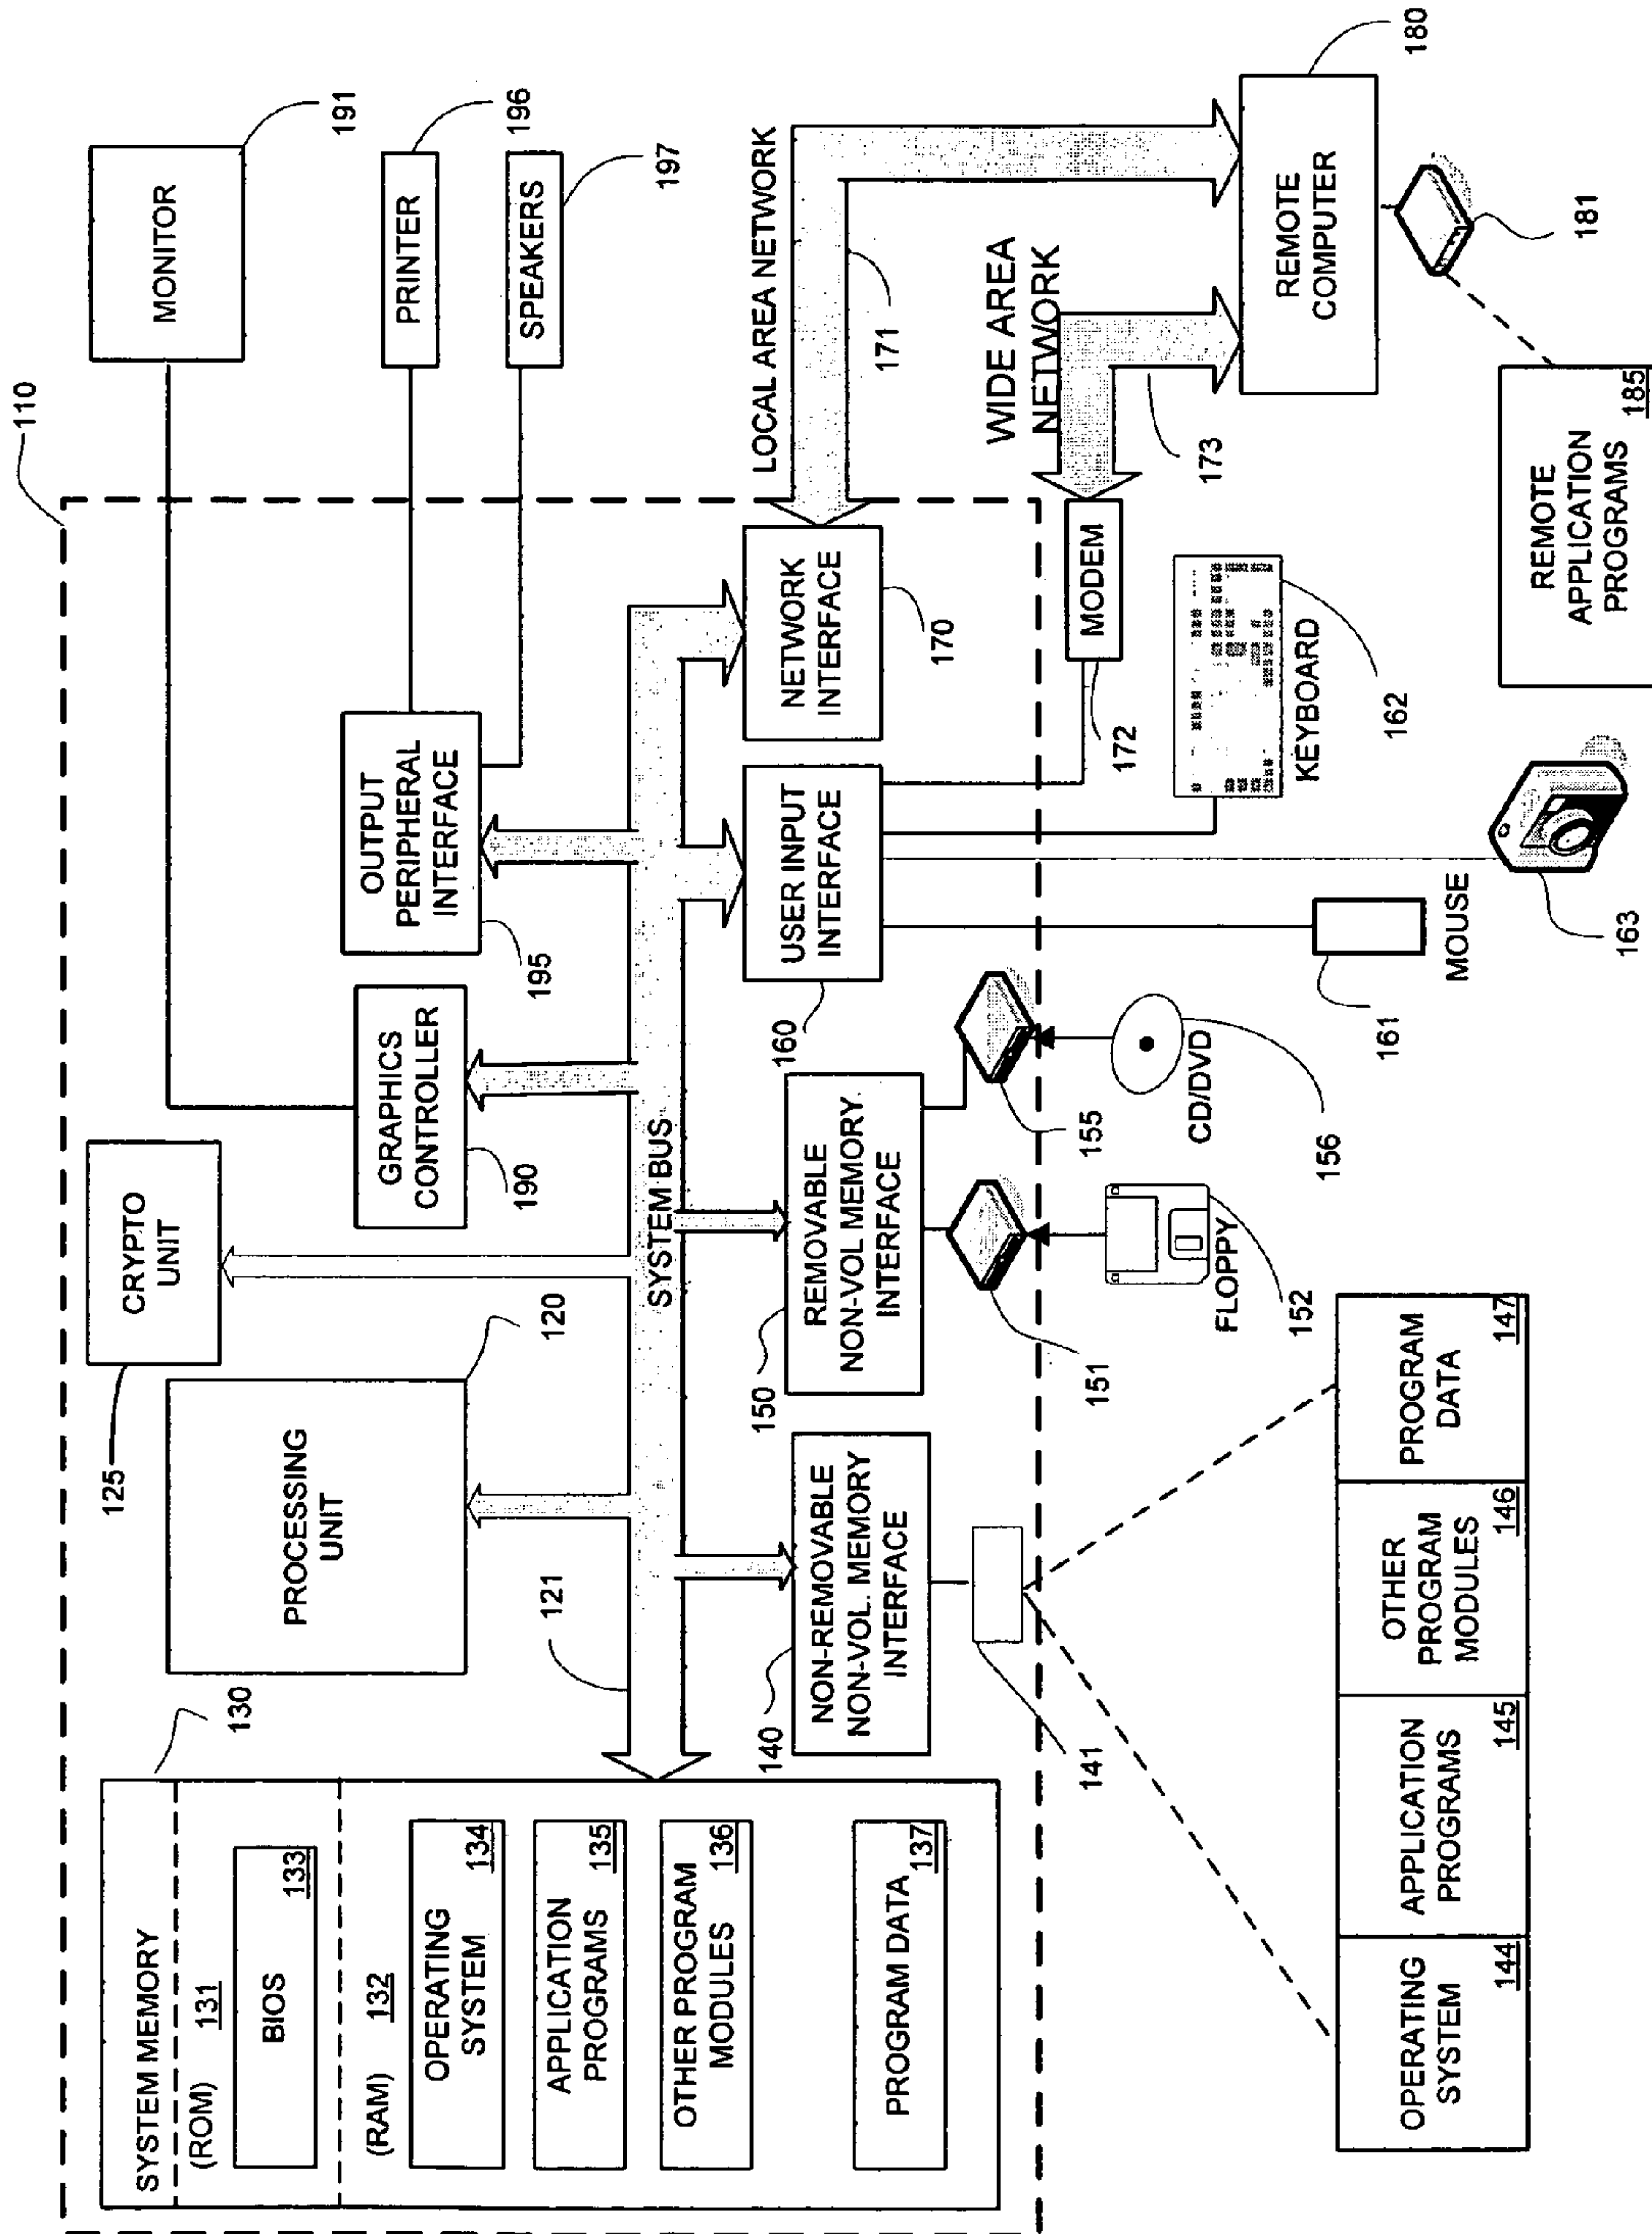 110
SYSTEM MEMORY
(ROM) 131
BIOS
133
(RAM) 132
OPERATING
SYSTEM
134
APPLICATION
PROGRAMS
135
OTHER PROGRAM
MODULES
136
PROGRAM DATA
137
130
PROCESSING
UNIT
120
121
CRYPTO
UNIT
125
GRAPHICS
CONTROLLER
190
OUTPUT
PERIPHERAL
INTERFACE
195
MONITOR
191
PRINTER
196
SPEAKERS
197
SYSTEM BUS
NON-REMOVABLE
NON-VOL. MEMORY
INTERFACE
140
141
REMOVABLE
NON-VOL MEMORY
INTERFACE
150
151
155
USER INPUT
INTERFACE
160
NETWORK
INTERFACE
170
LOCAL AREA NETWORK
171
WIDE AREA
NETWORK
173
MODEM
172
FLOPPY
152
CD/DVD
156
MOUSE
161
KEYBOARD
162
163
REMOTE
COMPUTER
180
181
REMOTE
APPLICATION
PROGRAMS
185
OPERATING
SYSTEM
144
APPLICATION
PROGRAMS
145
OTHER
PROGRAM
MODULES
146
PROGRAM
DATA
147